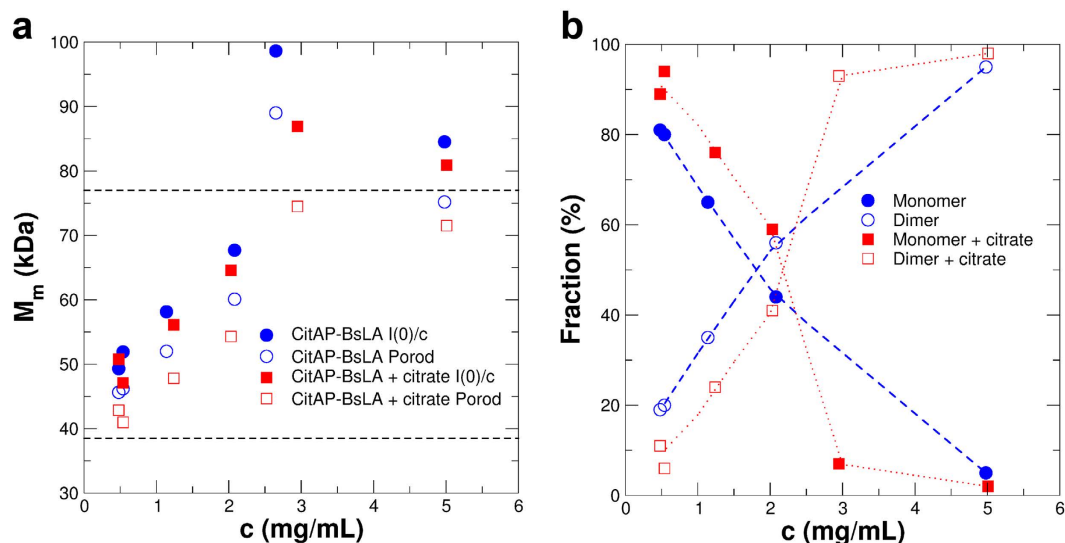 a
100
90
80
70
60
50
40
30
M_m (kDa)
CitAP-BsLA I(0)/c
CitAP-BsLA Porod
CitAP-BsLA + citrate I(0)/c
CitAP-BsLA + citrate Porod
0 1 2 3 4 5 6
c (mg/mL)
b
100
80
60
40
20
0
Fraction (%)
Monomer
Dimer
Monomer + citrate
Dimer + citrate
0 1 2 3 4 5 6
c (mg/mL)